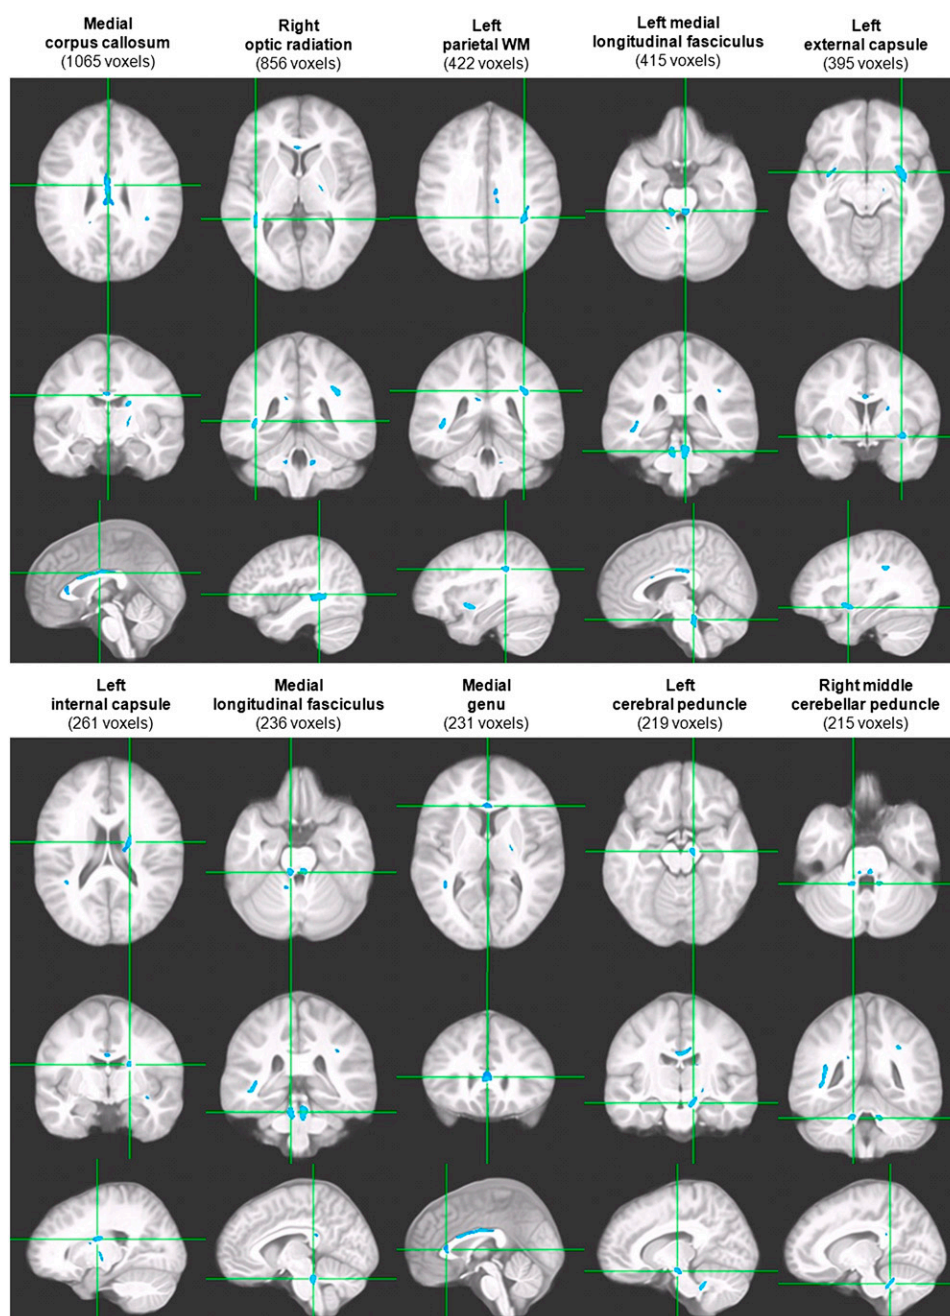 Medial
corpus callosum
(1065 voxels)
Right
optic radiation
(856 voxels)
Left
parietal WM
(422 voxels)
Left medial
longitudinal fasciculus
(415 voxels)
Left
external capsule
(395 voxels)
Left
internal capsule
(261 voxels)
Medial
longitudinal fasciculus
(236 voxels)
Medial
genu
(231 voxels)
Left
cerebral peduncle
(219 voxels)
Right middle
cerebellar peduncle
(215 voxels)